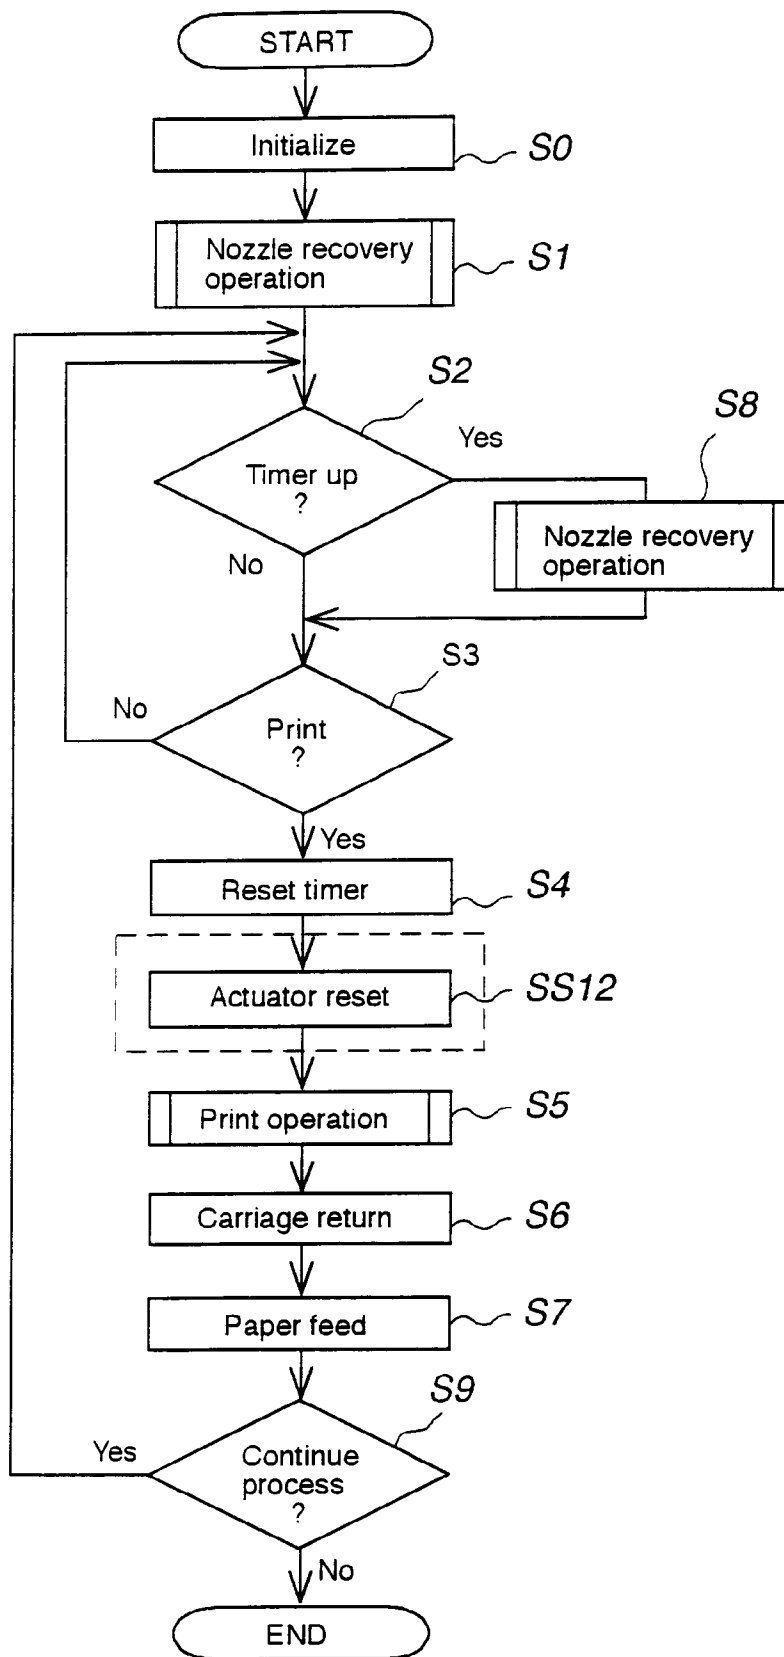 START
Initialize
S0
Nozzle recovery
operation
S1
S2
Timer up
?
Yes
S8
Nozzle recovery
operation
No
S3
No
Print
?
Yes
Reset timer
S4
Actuator reset
SS12
Print operation
S5
Carriage return
S6
Paper feed
S7
S9
Yes
Continue
process
?
No
END